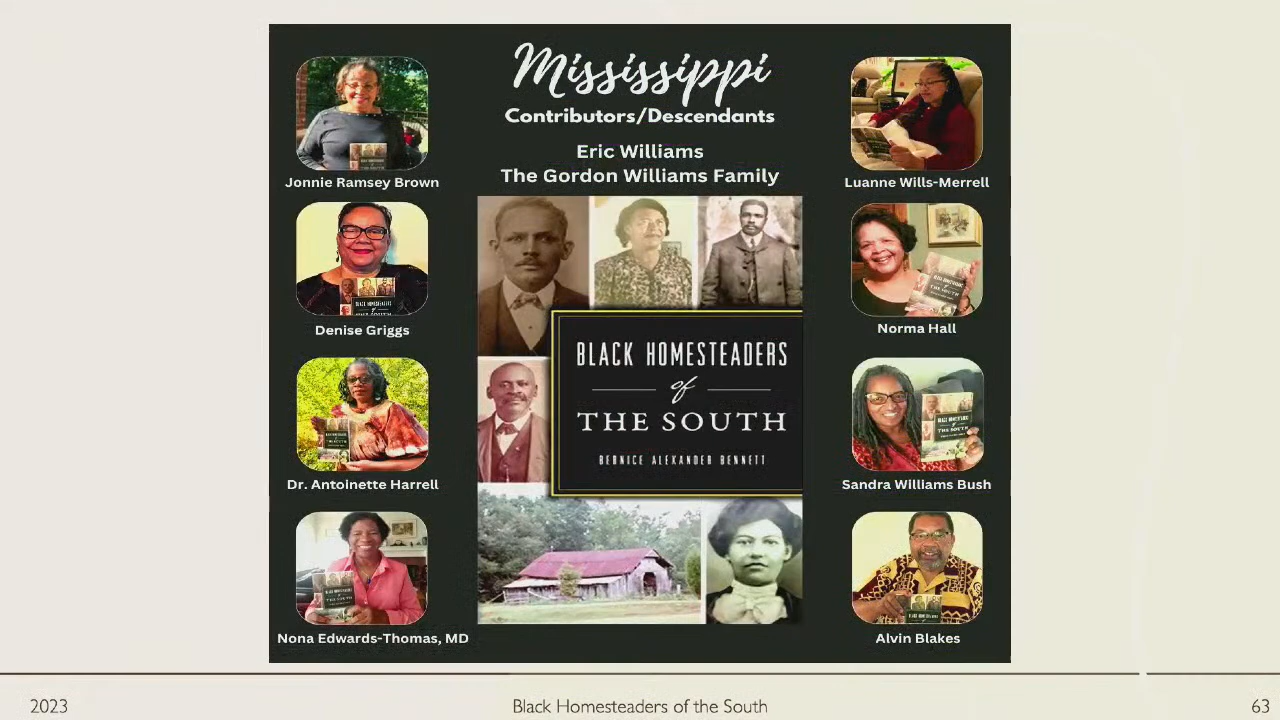 Mississippi
Contributors/Descendants
Eric Williams
The Gordon Williams Family
Jonnie Ramsey Brown
Denise Griggs
Dr. Antoinette Harrell
Nona Edwards-Thomas, MD
BLACK HOMESTEADERS
of
THE SOUTH
BERNICE ALEXANDER BENNETT
Luanne Wills-Merrell
Norma Hall
Sandra Williams Bush
Alvin Blakes
2023
Black Homesteaders of the South
63